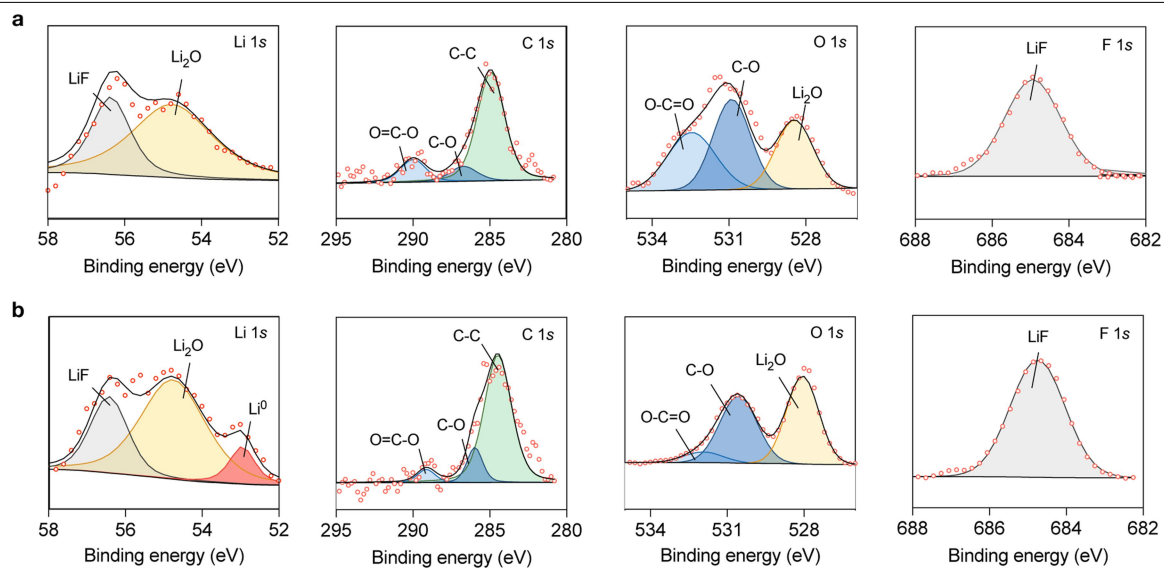 a
Li 1s
LiF
Li₂O
58 56 54 52
Binding energy (eV)
C 1s
C-C
O=C-O
C-O
295 290 285 280
Binding energy (eV)
O 1s
C-O
O-C=O
Li₂O
534 531 528
Binding energy (eV)
F 1s
LiF
688 686 684 682
Binding energy (eV)
b
Li 1s
Li₂O
LiF
Li⁰
58 56 54 52
Binding energy (eV)
C 1s
C-C
C-O
O=C-O
295 290 285 280
Binding energy (eV)
O 1s
Li₂O
C-O
O-C=O
534 531 528
Binding energy (eV)
F 1s
LiF
688 686 684 682
Binding energy (eV)